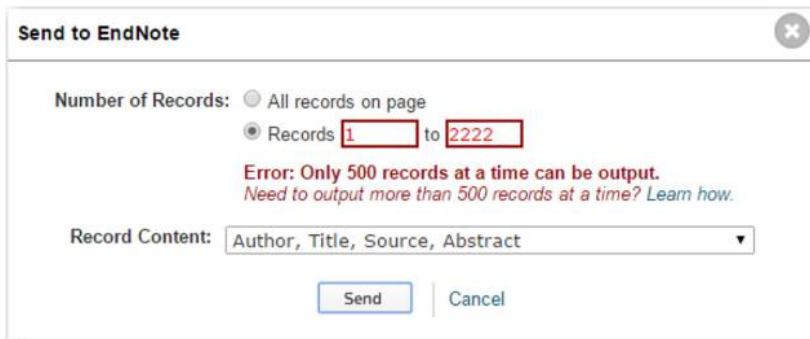 Send to EndNote
Number of Records: All records on page
Records 1 to 2222
Error: Only 500 records at a time can be output.
Need to output more than 500 records at a time? Learn how.
Record Content: Author, Title, Source, Abstract
Send Cancel